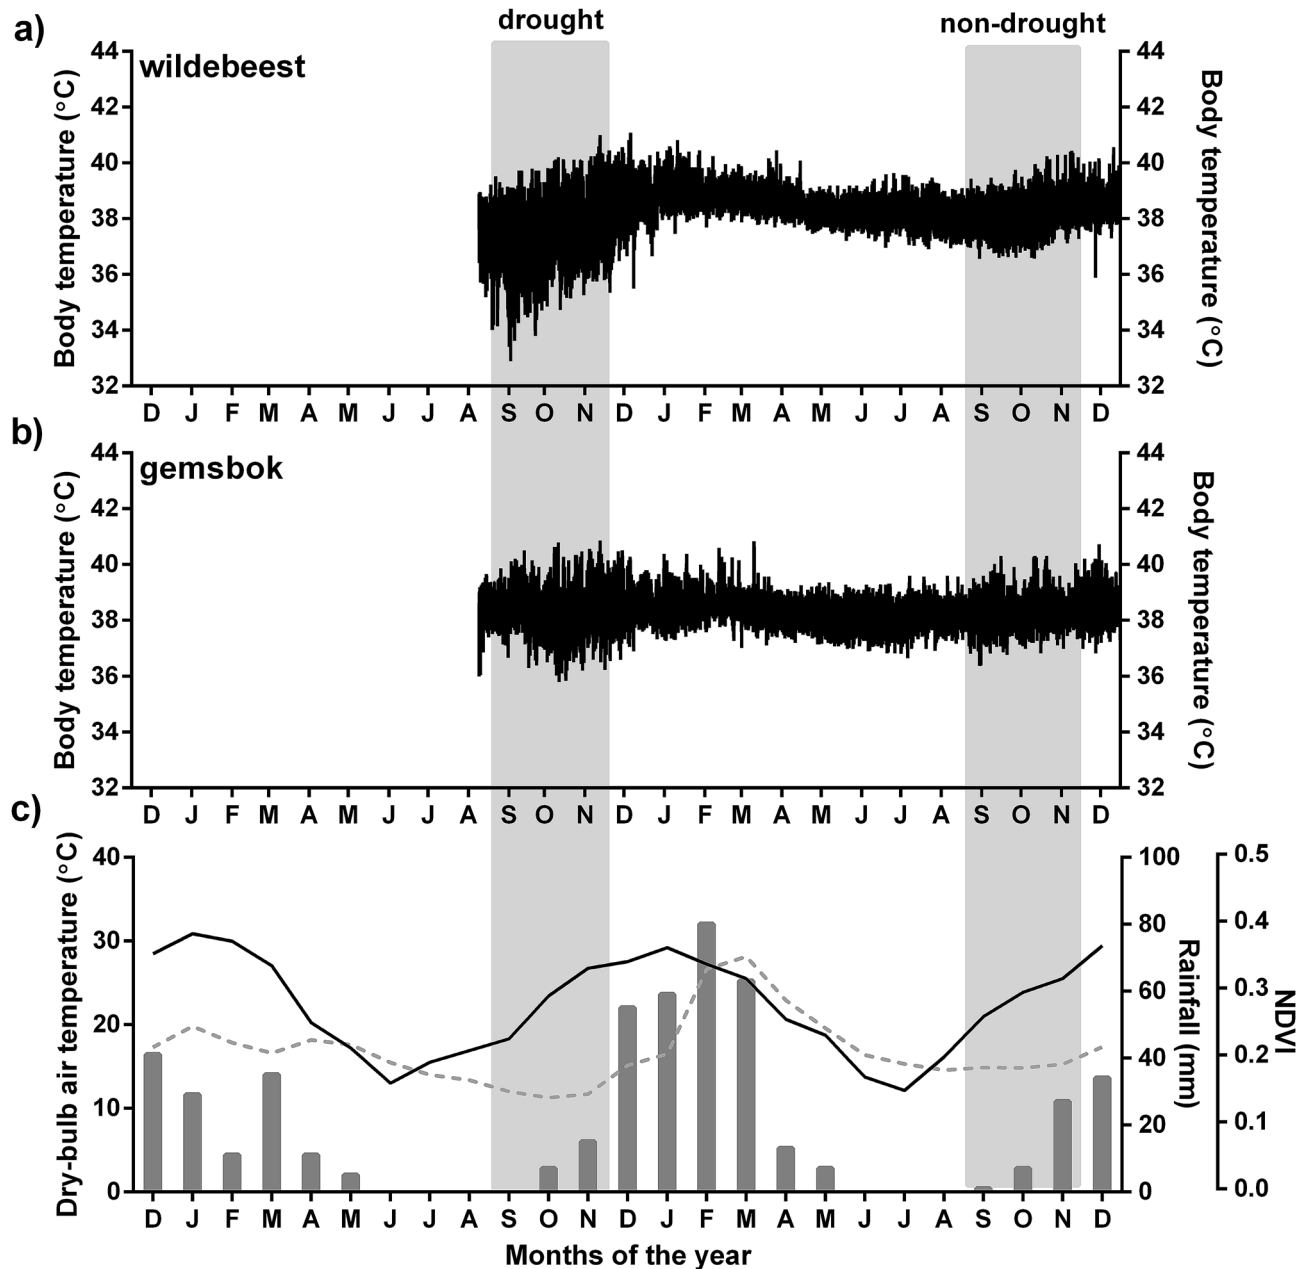 drought non-drought
a)
wildebeest
Body temperature (°C)
44 42 40 38 36 34 32
44 42 40 38 36 34 32
Body temperature (°C)
D J F M A M J J A S O N D J F M A M J J A S O N D
b)
gemsbok
Body temperature (°C)
44 42 40 38 36 34 32
44 42 40 38 36 34 32
Body temperature (°C)
D J F M A M J J A S O N D J F M A M J J A S O N D
c)
Dry-bulb air temperature (°C)
40 30 20 10 0
100 80 60 40 20 0
Rainfall (mm)
0.5 0.4 0.3 0.2 0.1 0.0
NDVI
D J F M A M J J A S O N D J F M A M J J A S O N D
Months of the year